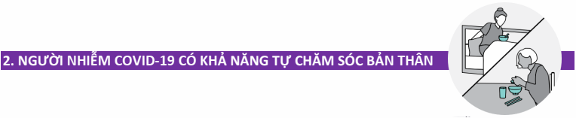 2. NGƯỜI NHIỄM COVID-19 CÓ KHẢ NĂNG TỰ CHĂM SÓC BẢN THÂN